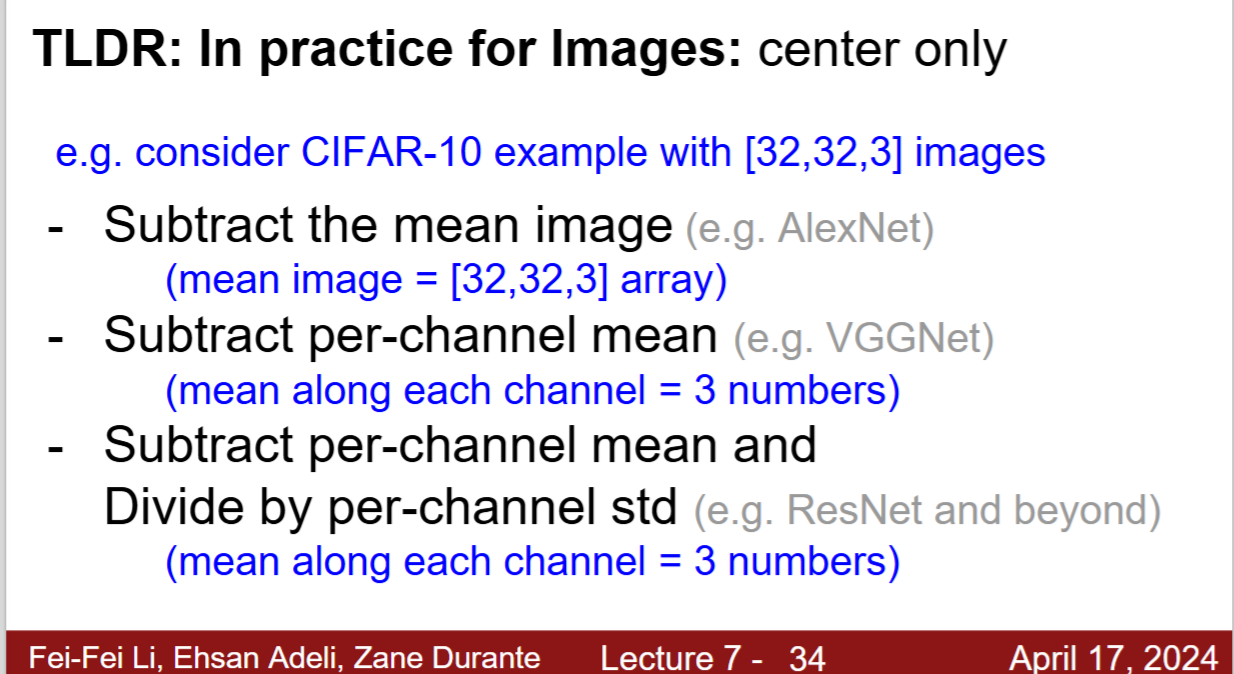 TLDR: In practice for Images: center only
e.g. consider CIFAR-10 example with [32,32,3] images
- Subtract the mean image (e.g. AlexNet)
(mean image = [32,32,3] array)
- Subtract per-channel mean (e.g. VGGNet)
(mean along each channel = 3 numbers)
- Subtract per-channel mean and
Divide by per-channel std (e.g. ResNet and beyond)
(mean along each channel = 3 numbers)
Fei-Fei Li, Ehsan Adeli, Zane Durante Lecture 7 - 34 April 17, 2024